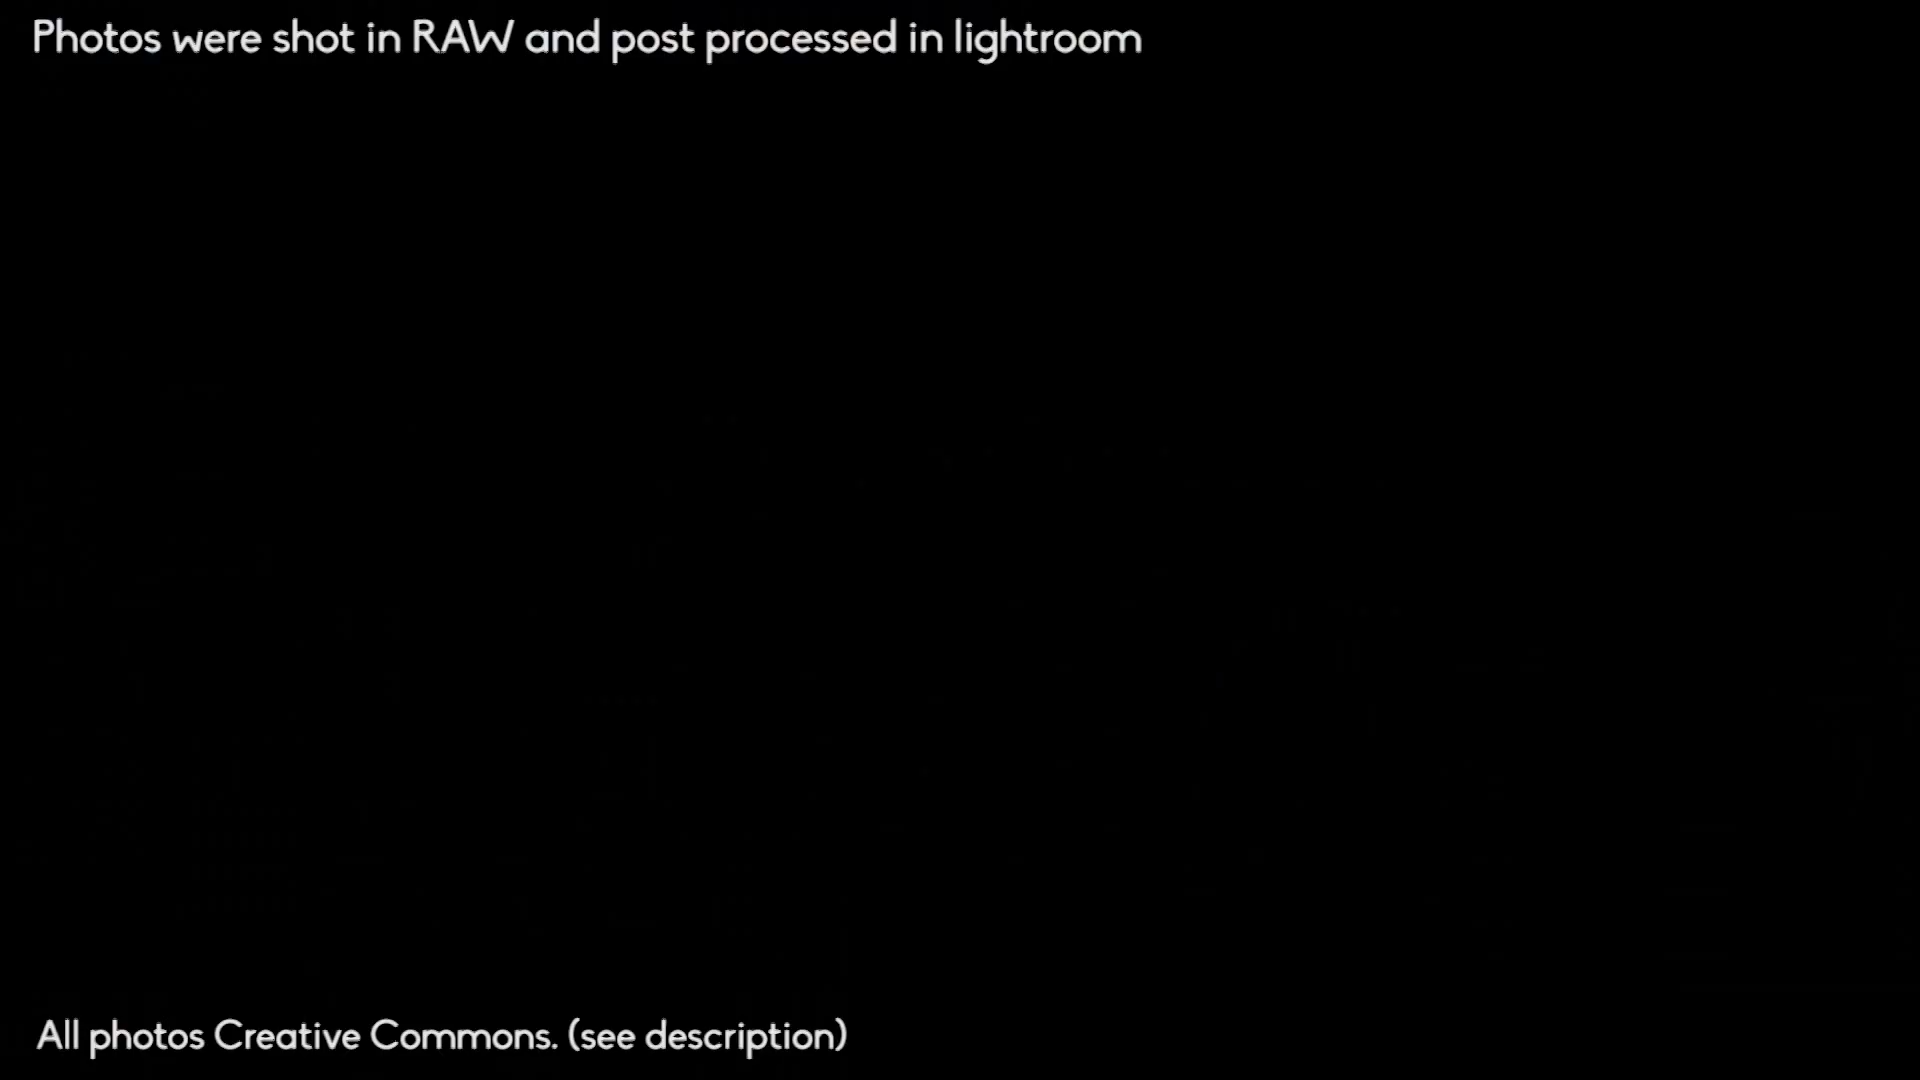 Photos were shot in RAW and post processed in lightroom
All photos Creative Commons. (see description)